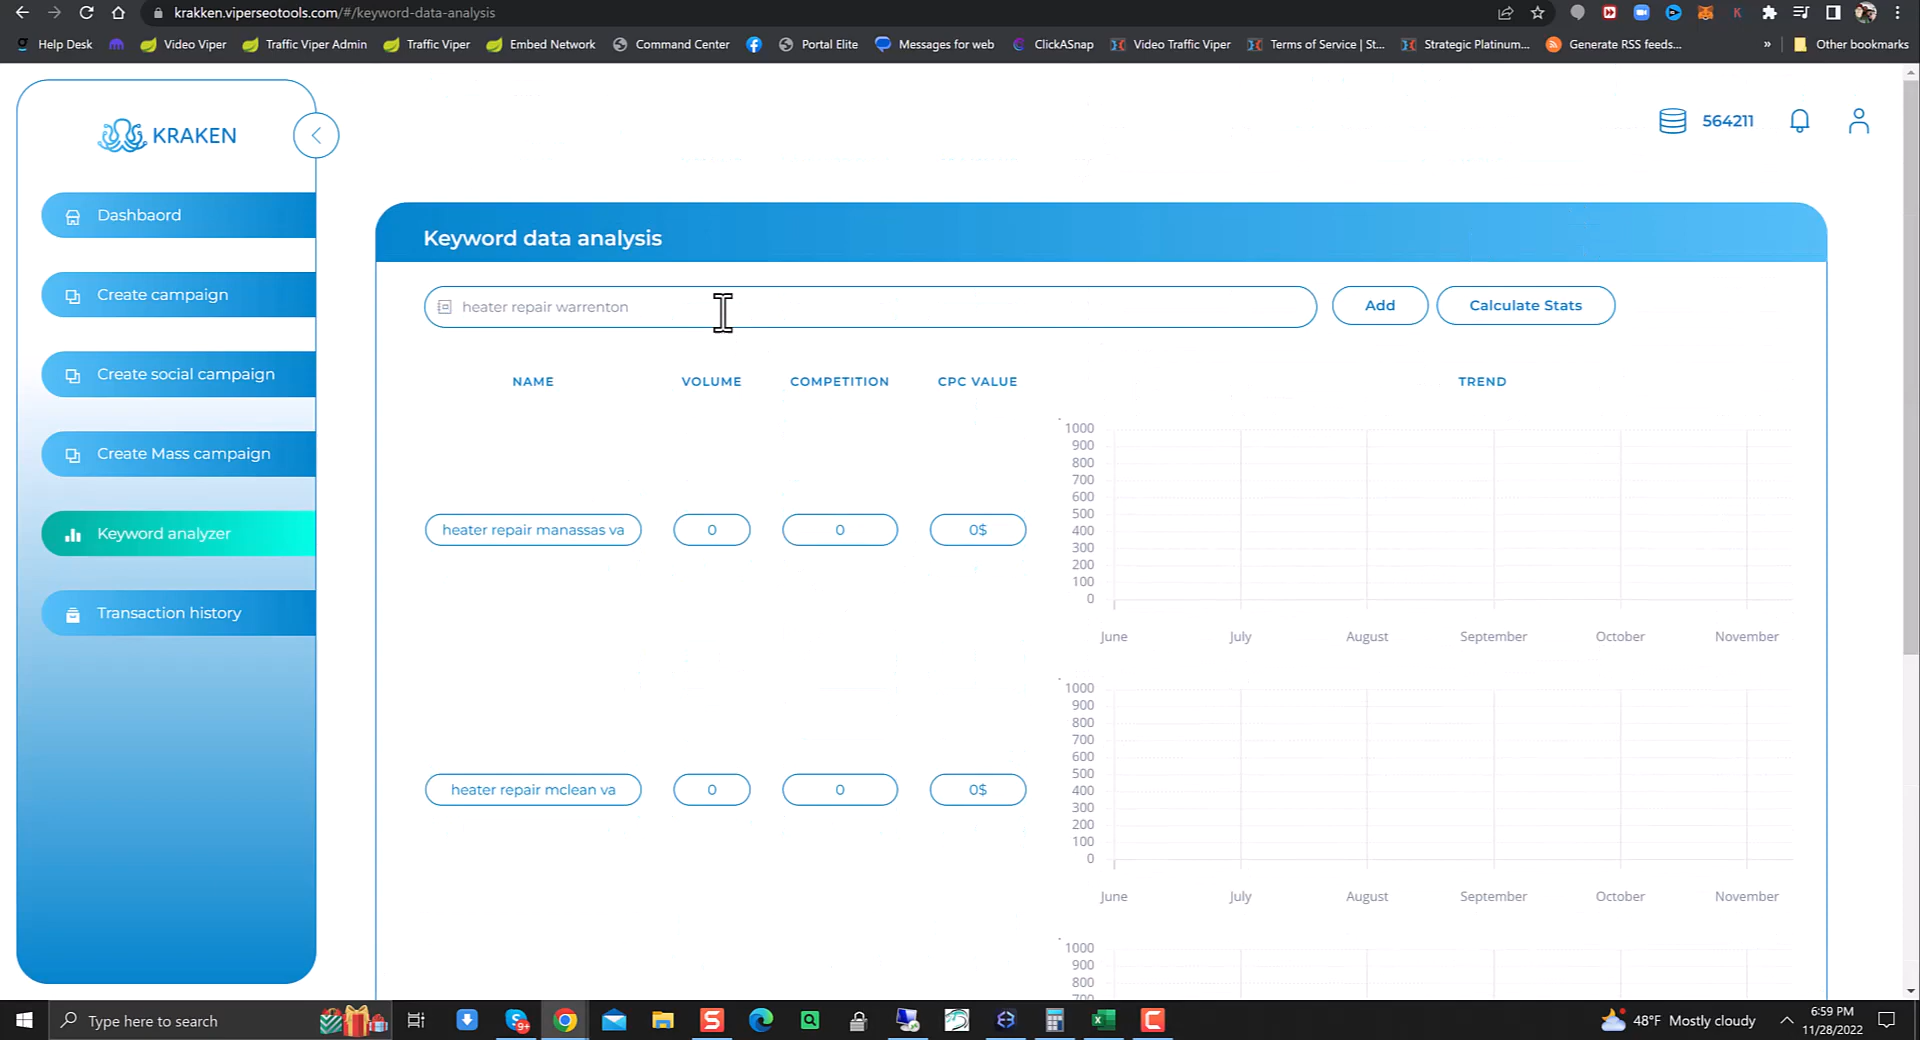 krakken.viperseotools.com/#/keyword-data-analysis
Help Desk
Video Viper
Traffic Viper Admin
Traffic Viper
Embed Network
Command Center
Portal Elite
Messages for web
ClickASnap
Video Traffic Viper
Terms of Service | St...
Strategic Platinum...
Generate RSS feeds...
»
Other bookmarks
KRAKEN
564211
Dashbaord
Create campaign
Create social campaign
Create Mass campaign
Keyword analyzer
Transaction history
Keyword data analysis
heater repair warrenton
Add
Calculate Stats
NAME
VOLUME
COMPETITION
CPC VALUE
TREND
heater repair manassas va
0
0
0$
1000
900
800
700
600
500
400
300
200
100
0
June
July
August
September
October
November
heater repair mclean va
0
0
0$
1000
900
800
700
600
500
400
300
200
100
0
June
July
August
September
October
November
1000
900
800
700
Type here to search
9+
48°F Mostly cloudy
6:59 PM
11/28/2022